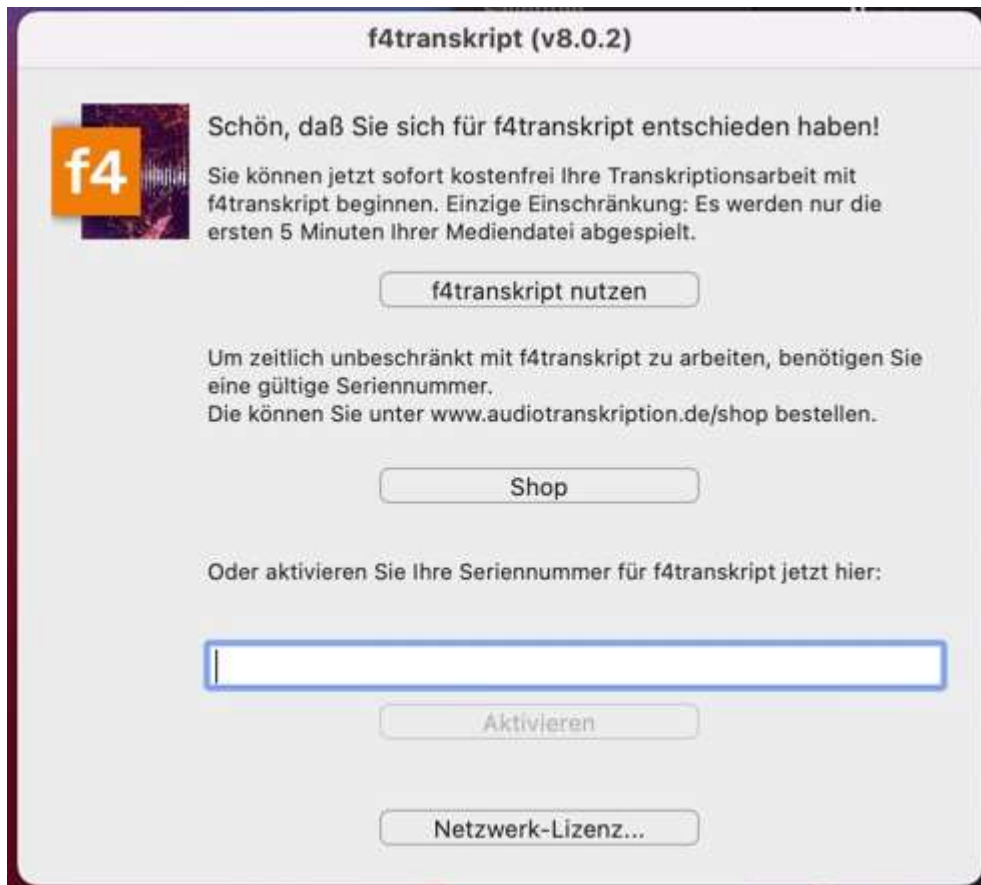 f4transkript (v8.0.2)
f4
Schön, daß Sie sich für f4transkript entschieden haben!
Sie können jetzt sofort kostenfrei Ihre Transkriptionsarbeit mit
f4transkript beginnen. Einzige Einschränkung: Es werden nur die
ersten 5 Minuten Ihrer Mediendatei abgespielt.
f4transkript nutzen
Um zeitlich unbeschränkt mit f4transkript zu arbeiten, benötigen Sie
eine gültige Seriennummer.
Die können Sie unter www.audiotranskription.de/shop bestellen.
Shop
Oder aktivieren Sie Ihre Seriennummer für f4transkript jetzt hier:
Aktivieren
Netzwerk-Lizenz...